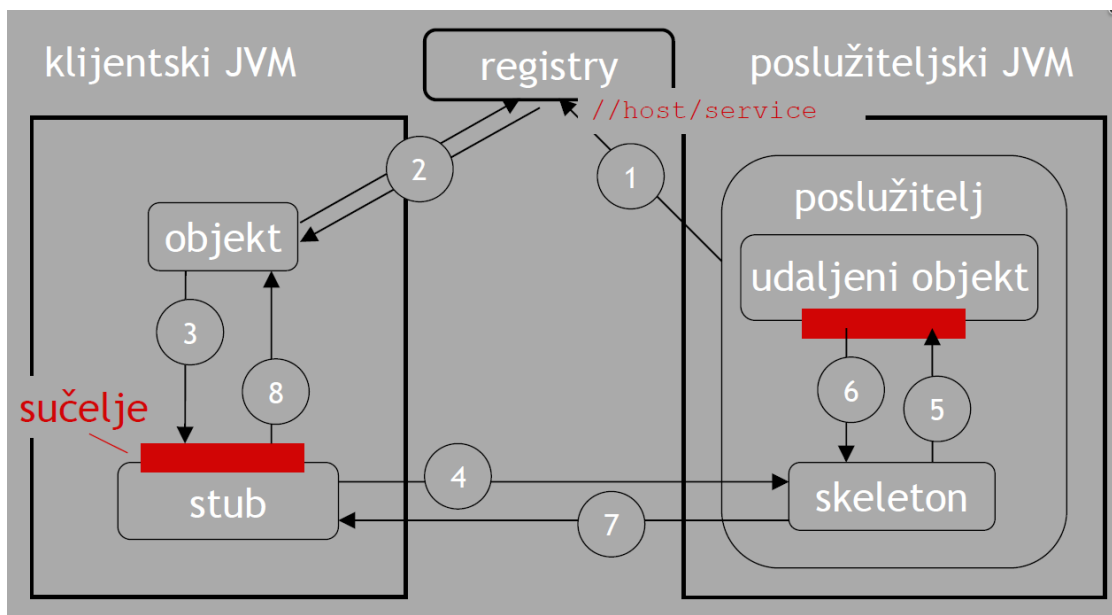 klijentski JVM
registry
poslužiteljski JVM
//host/service
2
1
poslužitelj
objekt
udaljeni objekt
3
8
6
5
sučelje
4
stub
skeleton
7